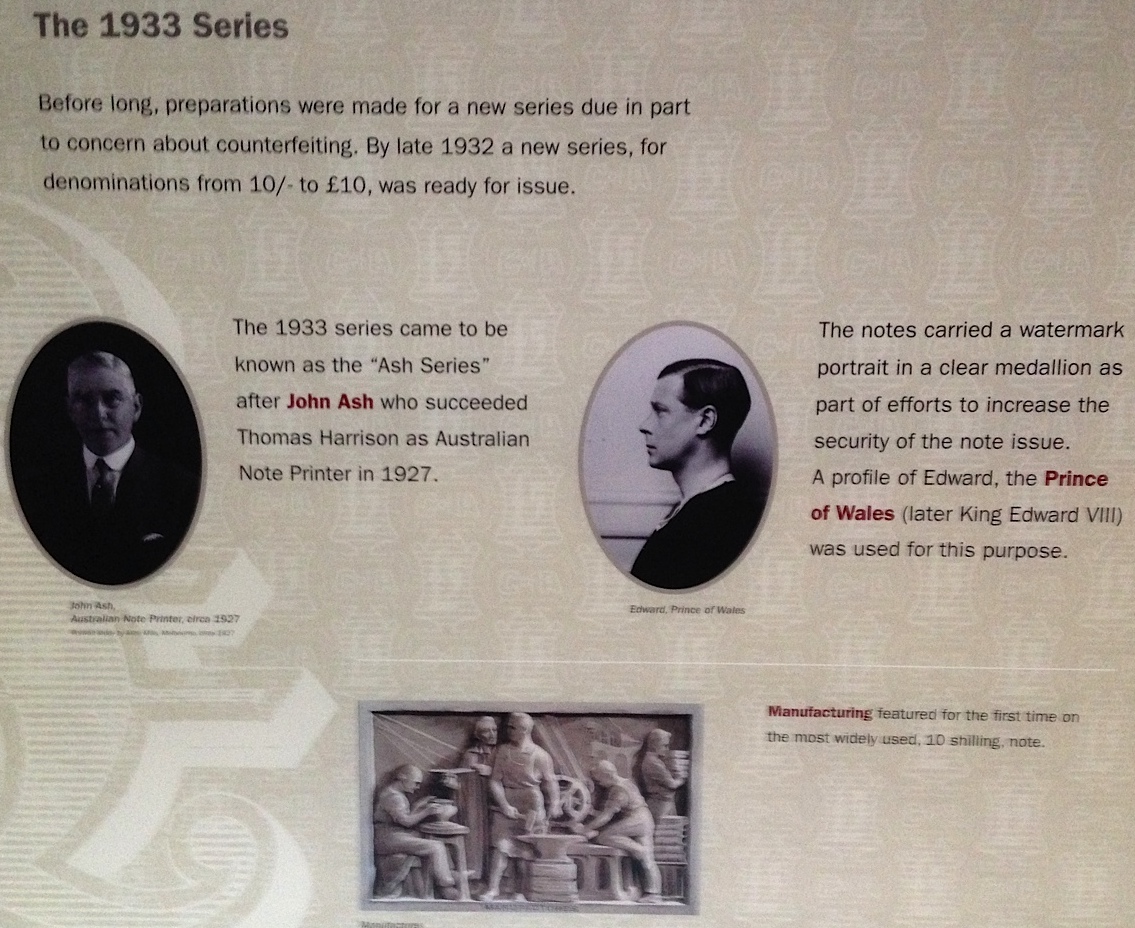 The 1933 Series
Before long, preparations were made for a new series due in part
to concern about counterfeiting. By late 1932 a new series, for
denominations from 10/- to £10, was ready for issue.
The 1933 series came to be
known as the “Ash Series”
after John Ash who succeeded
Thomas Harrison as Australian
Note Printer in 1927.
John Ash,
Australian Note Printer, circa 1927
The notes carried a watermark
portrait in a clear medallion as
part of efforts to increase the
security of the note issue.
A profile of Edward, the Prince
of Wales (later King Edward VIII)
was used for this purpose.
Edward, Prince of Wales
Manufacturing featured for the first time on
the most widely used, 10 shilling, note.